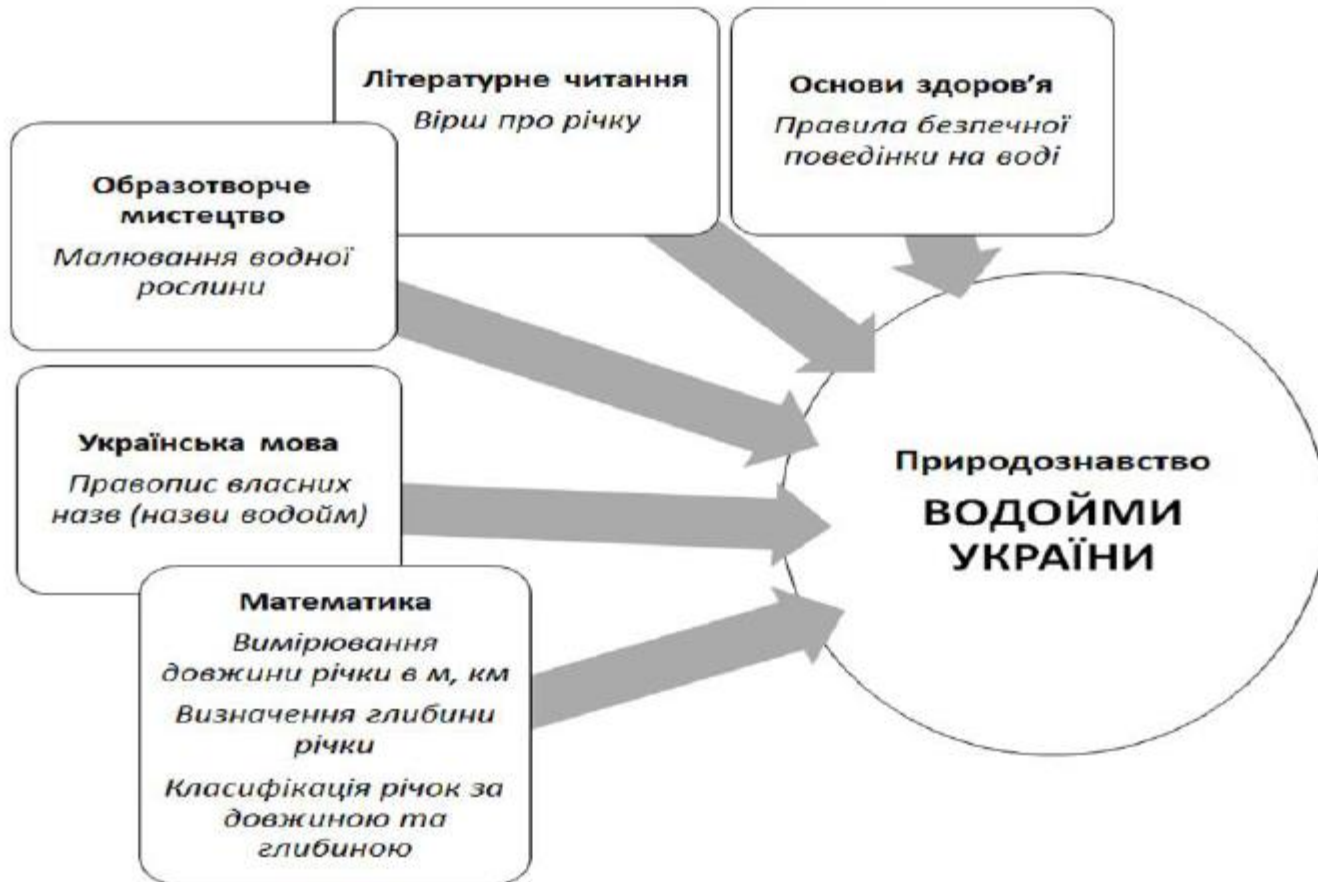 Літературне читання
Вірш про річку
Основи здоров’я
Правила безпечної
поведінки на воді
Образотворче
мистецтво
Малювання водної
рослини
Українська мова
Правопис власних
назв (назви водойм)
Математика
Вимірювання
довжини річки в м, км
Визначення глибини
річки
Класифікація річок за
довжиною та
глибиною
Природознавство
ВОДОЙМИ
УКРАЇНИ